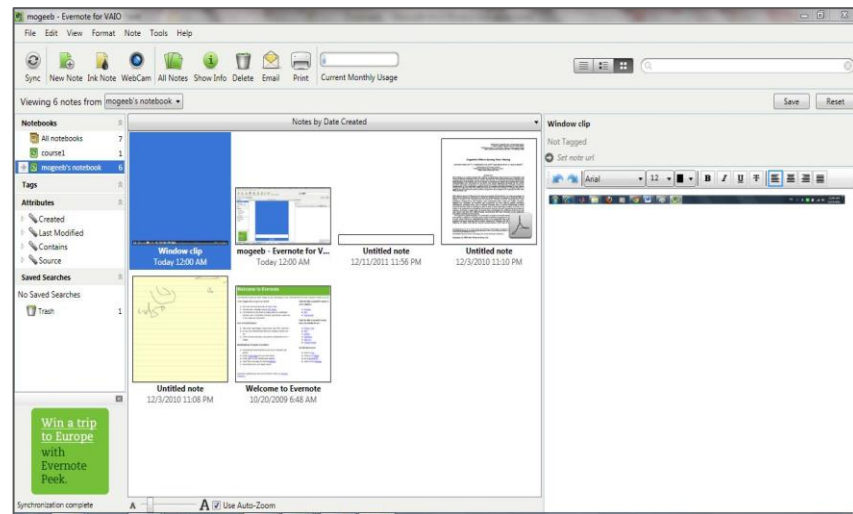 mogeeb - Evernote for VAIO
File Edit View Format Note Tools Help
Sync New Note Ink Note WebCam All Notes Show Info Delete Email Print Current Monthly Usage
Viewing 6 notes from mogeeb's notebook
Save Reset
Notebooks
All notebooks 7
course1 1
mogeeb's notebook 6
Tags
Attributes
Created
Last Modified
Contains
Source
Saved Searches
No Saved Searches
Trash 1
Win a trip
to Europe
with
Evernote
Peek.
Synchronization complete
Notes by Date Created
Window clip
Today 12:00 AM
mogeeb - Evernote for V...
Today 12:00 AM
Untitled note
12/11/2011 11:56 PM
Untitled note
12/3/2010 11:10 PM
Untitled note
12/3/2010 11:08 PM
Welcome to Evernote
Welcome to Evernote
10/20/2009 6:48 AM
A A Use Auto-Zoom
Window clip
Not Tagged
Set note url
Arial 12 B I U T